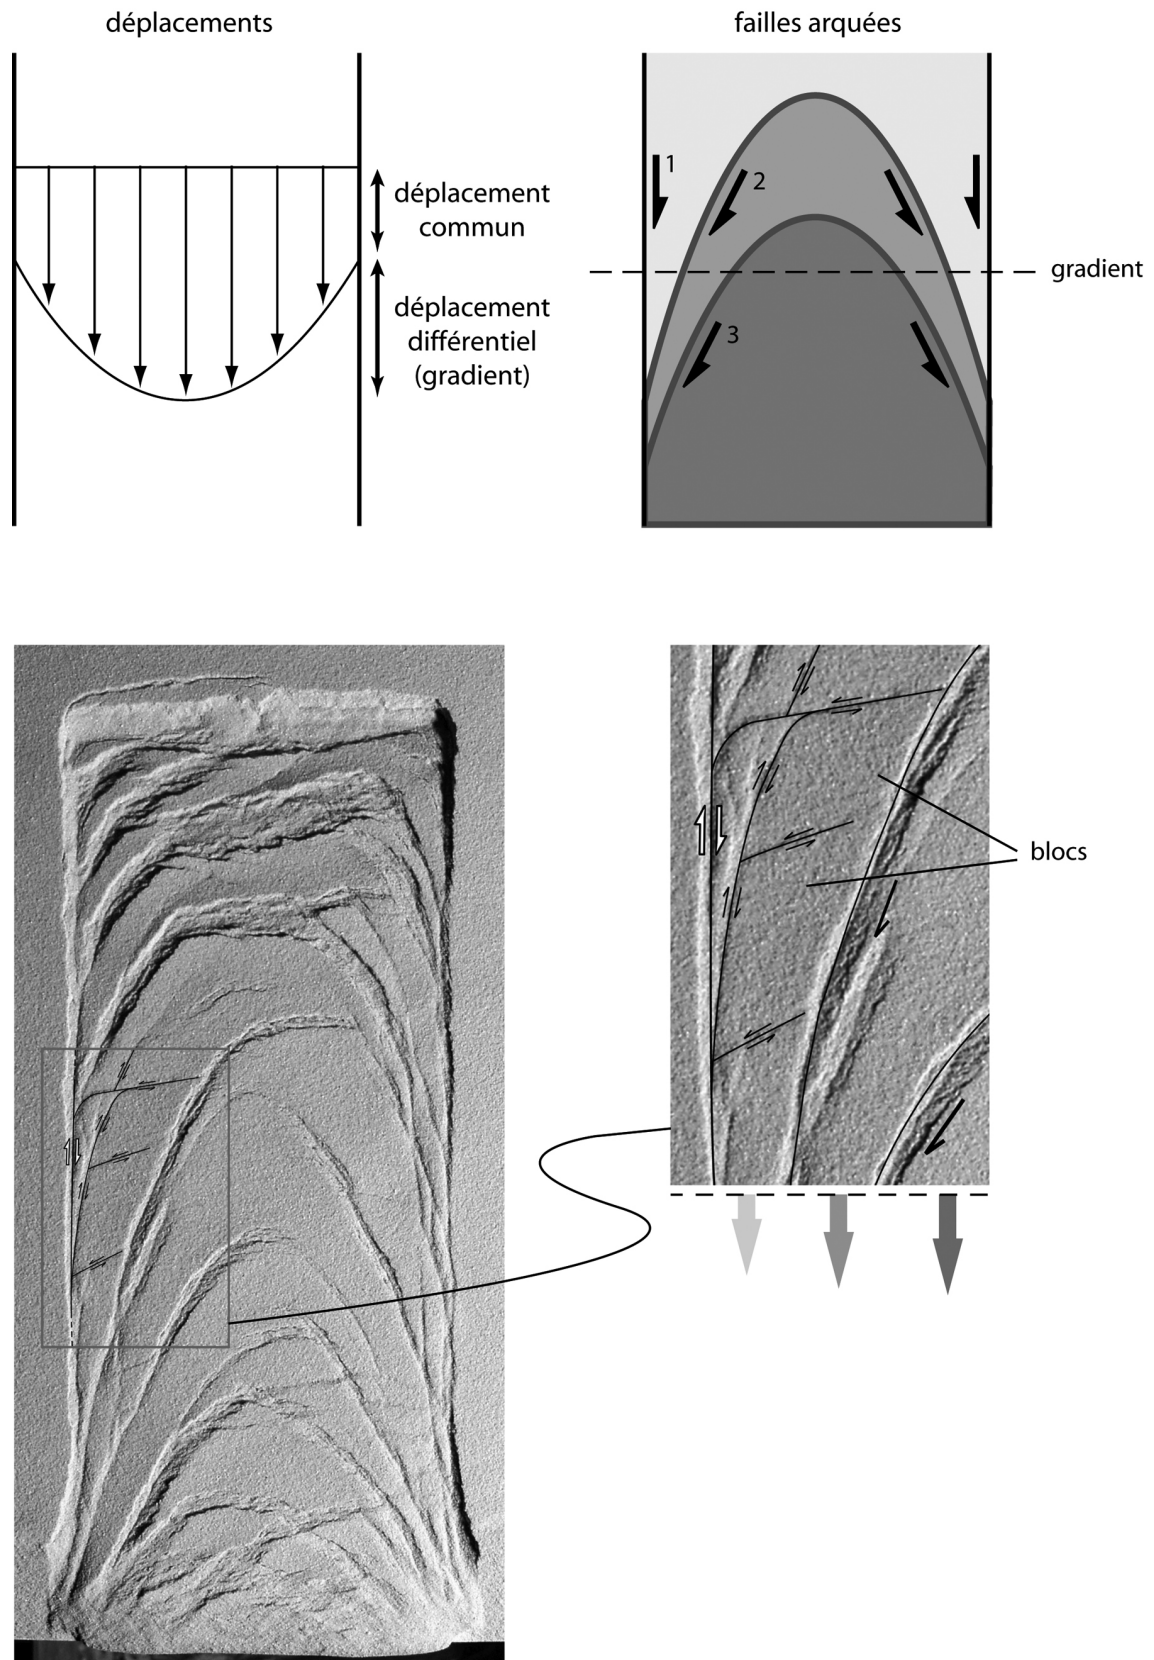 déplacements
failles arquées
déplacement
commun
déplacement
différentiel
(gradient)
1
2
gradient
3
blocs